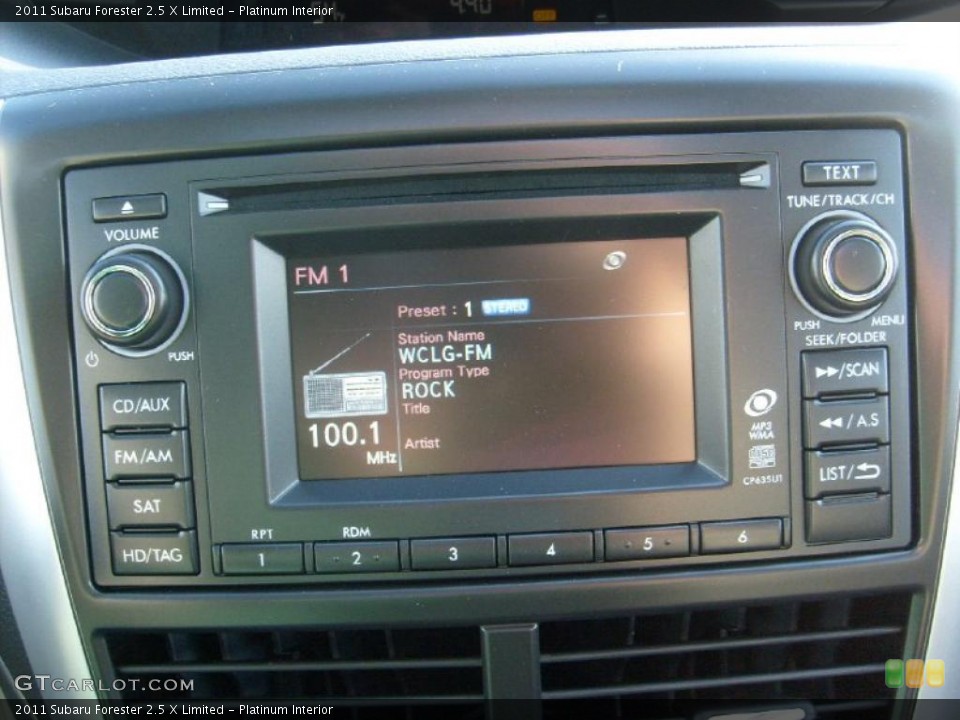 2011 Subaru Forester 2.5 X Limited - Platinum Interior
4:40
TEXT
TUNE/TRACK/CH
VOLUME
PUSH
PUSH
MENU
SEEK/FOLDER
FM 1
Preset : 1 STEREO
Station Name
WCLG-FM
Program Type
ROCK
Title
100.1
MHz
Artist
CD/AUX
FM/AM
SAT
HD/TAG
/SCAN
/A.S
LIST/
MP3
WMA
CP635U1
RPT
RDM
1
2
3
4
5
6
GTCARLOT.COM
2011 Subaru Forester 2.5 X Limited - Platinum Interior